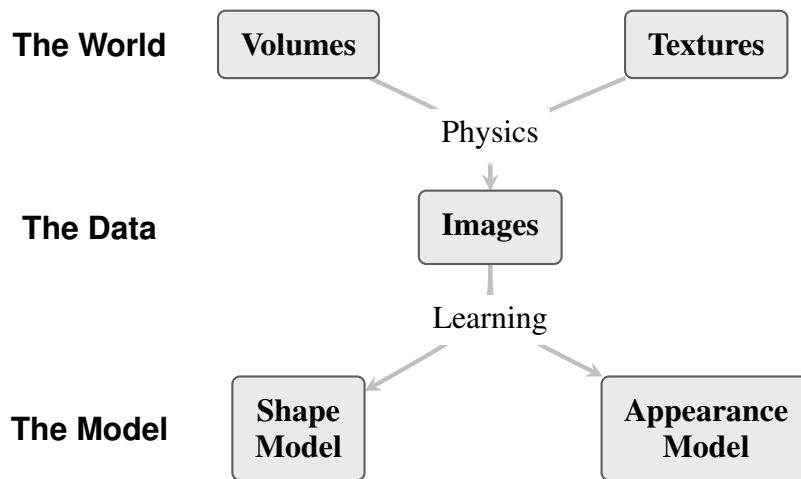 The World
Volumes
Textures
Physics
The Data
Images
Learning
The Model
Shape
Model
Appearance
Model